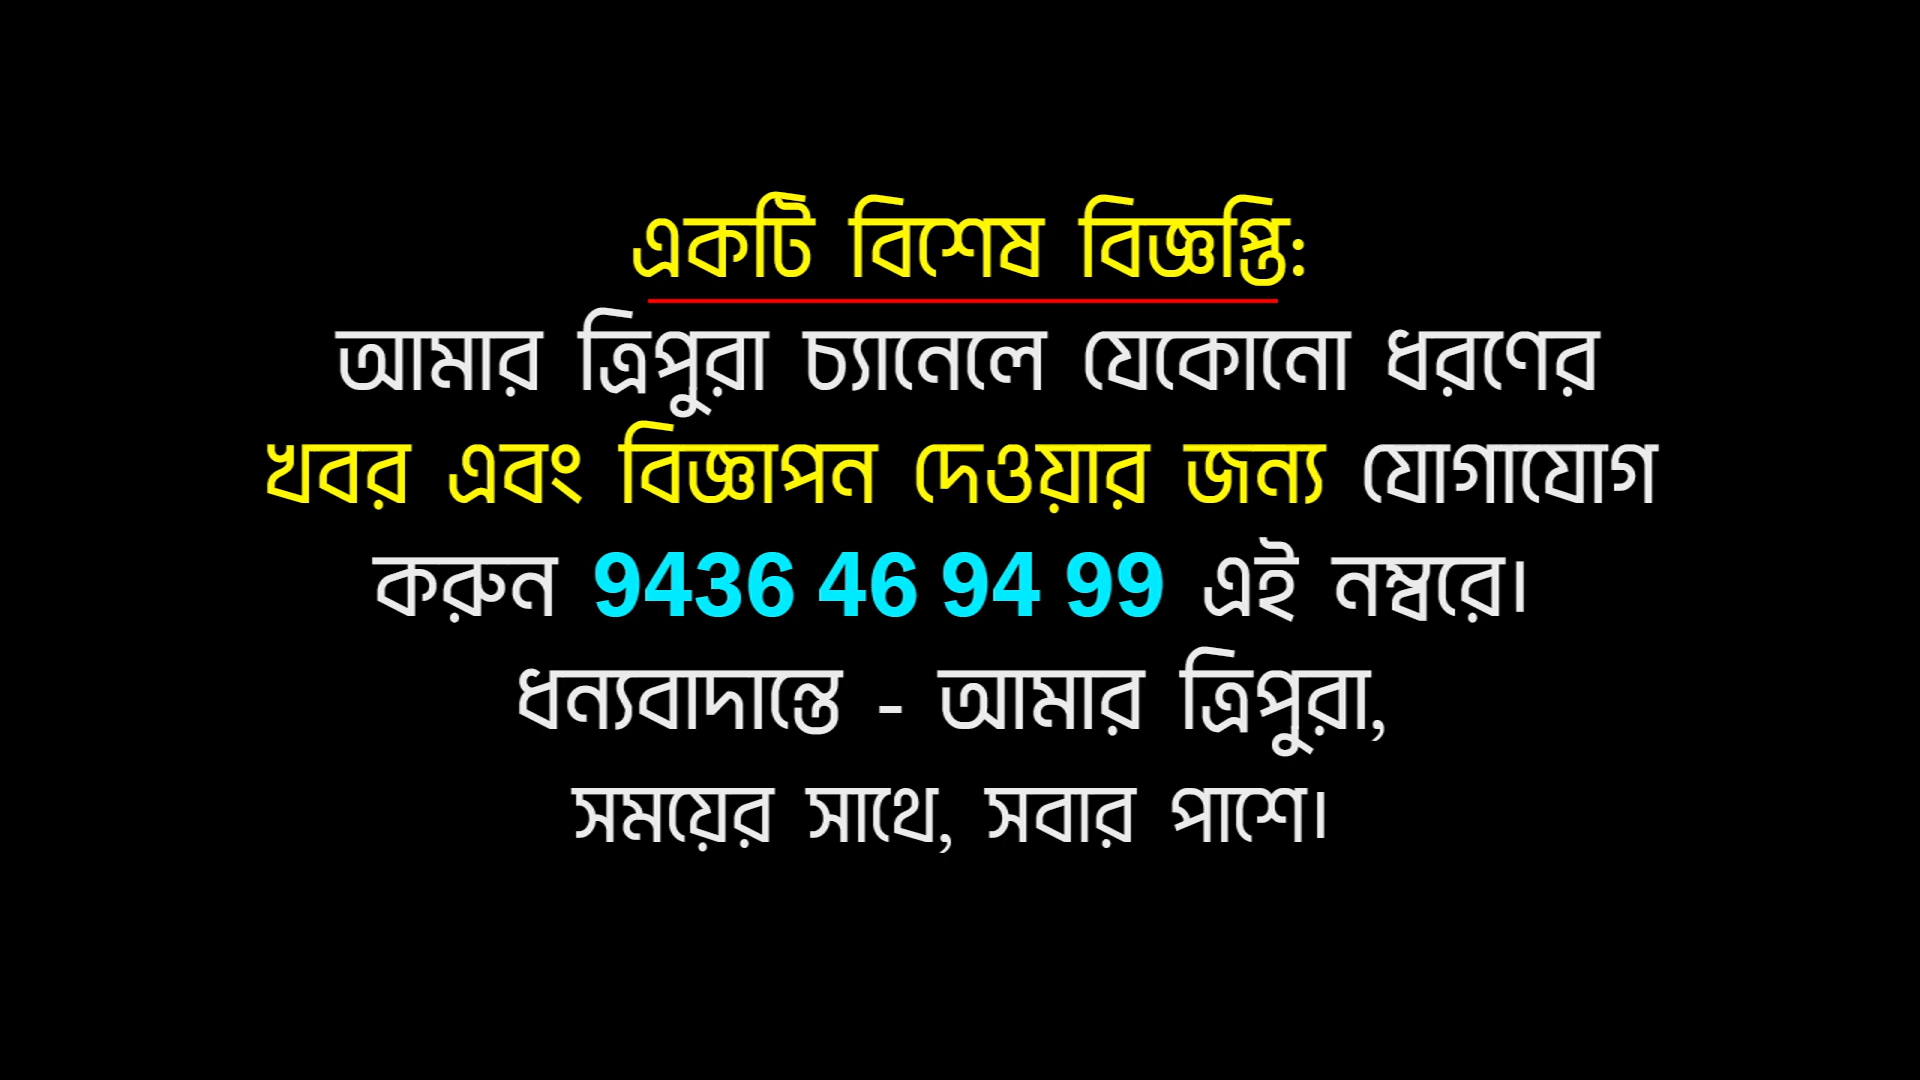 একটি বিশেষ বিজ্ঞপ্তি:
আমার ত্রিপুরা চ্যানেলে যেকোনো ধরণের
খবর এবং বিজ্ঞাপন দেওয়ার জন্য যোগাযোগ
করুন 9436 46 94 99 এই নম্বরে।
ধন্যবাদান্তে - আমার ত্রিপুরা,
সময়ের সাথে, সবার পাশে।